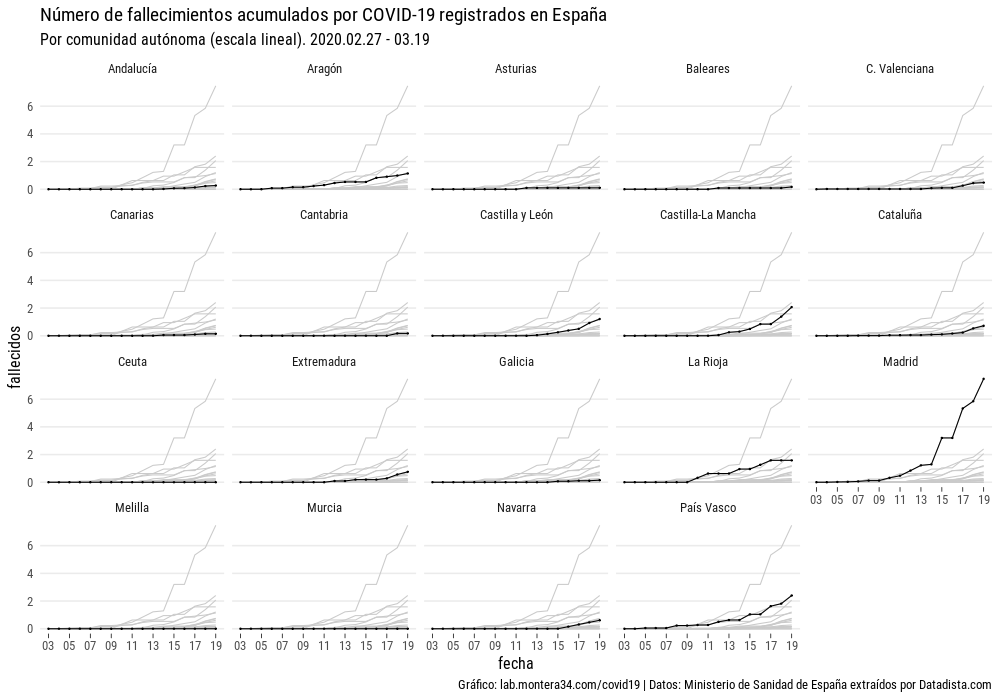 Número de fallecimientos acumulados por COVID-19 registrados en España
Por comunidad autónoma (escala lineal). 2020.02.27 - 03.19
Andalucía Aragón Asturias Baleares C. Valenciana
6
4
2
0
Canarias Cantabria Castilla y León Castilla-La Mancha Cataluña
6
4
2
0
fallecidos
Ceuta Extremadura Galicia La Rioja Madrid
6
4
2
0
03 05 07 09 11 13 15 17 19
Melilla Murcia Navarra País Vasco
6
4
2
0
03 05 07 09 11 13 15 17 19 03 05 07 09 11 13 15 17 19 03 05 07 09 11 13 15 17 19 03 05 07 09 11 13 15 17 19
fecha
Gráfico: lab.montera34.com/covid19 | Datos: Ministerio de Sanidad de España extraídos por Datadista.com